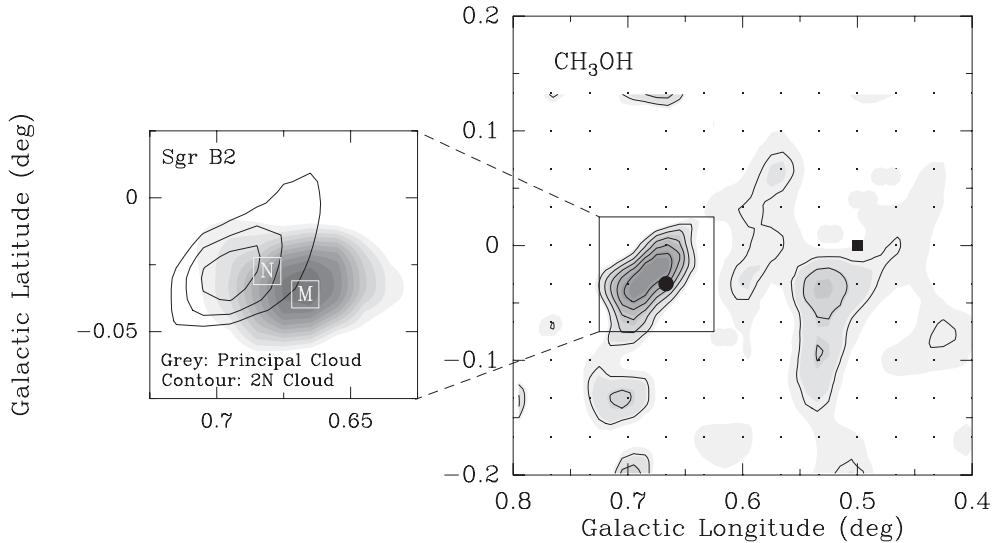 Galactic Latitude (deg)
Sgr B2
0
−0.05
N
M
Grey: Principal Cloud
Contour: 2N Cloud
0.7
0.65
CH₃OH
0.2
0.1
0
−0.1
−0.2
0.8
0.7
0.6
0.5
0.4
Galactic Longitude (deg)